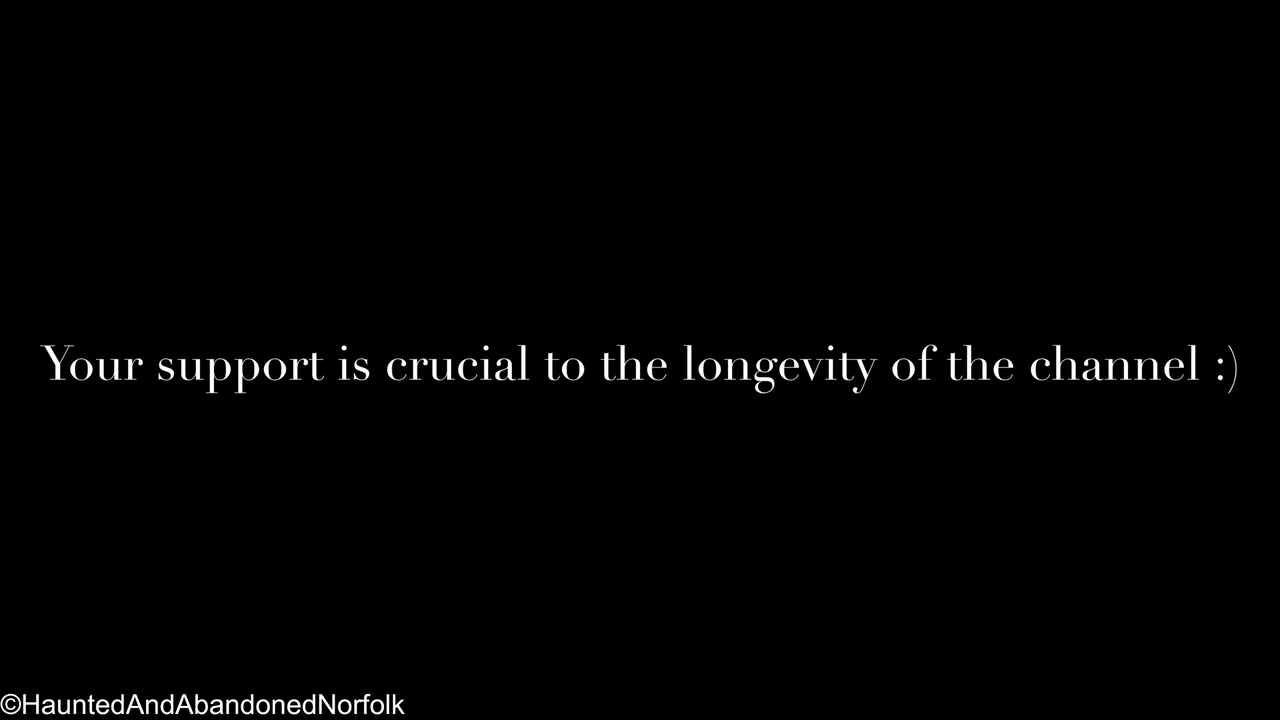 Your support is crucial to the longevity of the channel :)
©HauntedAndAbandonedNorfolk